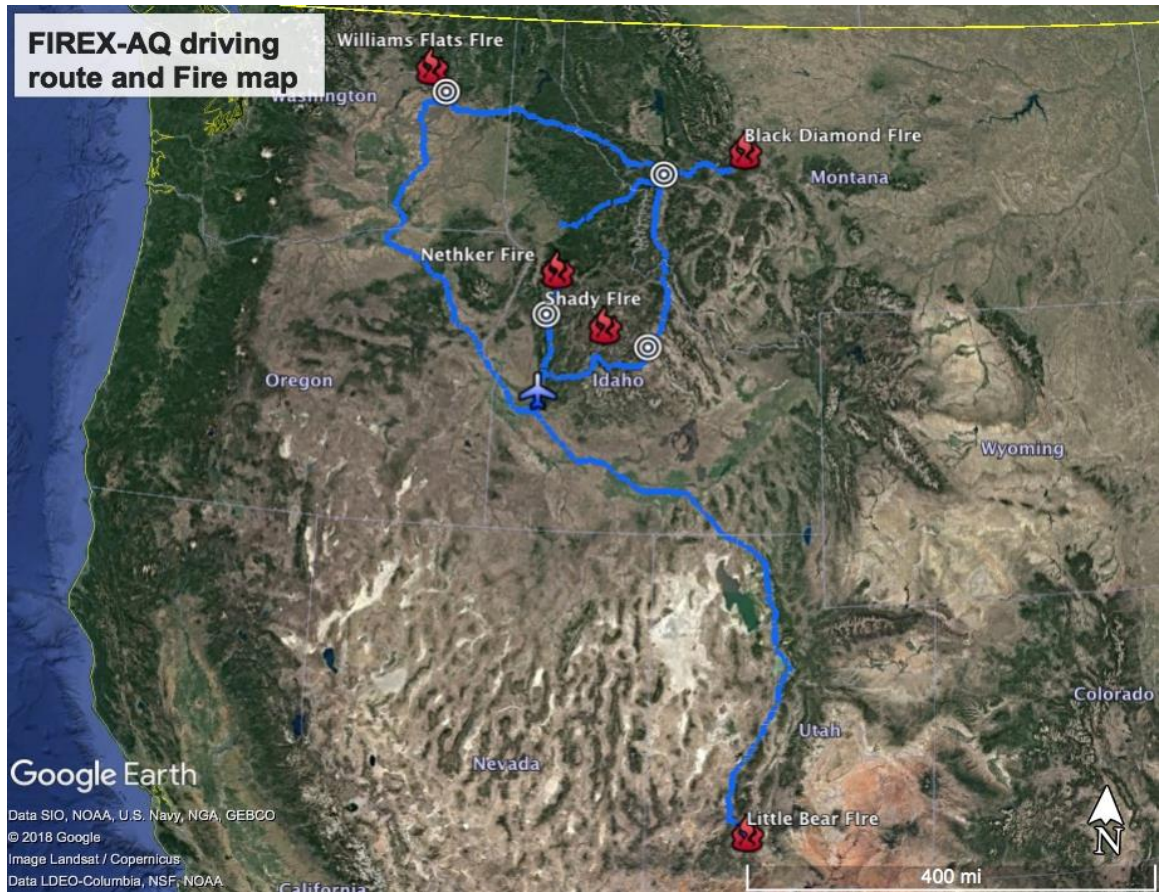 FIREX-AQ driving
route and Fire map
Williams Flats FIre
Washington
Black Diamond FIre
Montana
Nethker Fire
Shady FIre
Oregon
Idaho
Wyoming
Colorado
Utah
Nevada
Google Earth
Data SIO, NOAA, U.S. Navy, NGA, GEBCO
© 2018 Google
Image Landsat / Copernicus
Data LDEO-Columbia, NSF, NOAA
Little Bear FIre
N
400 mi
California